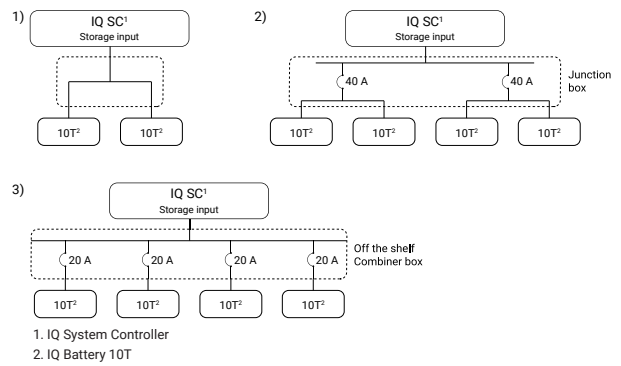 1)
IQ SC¹
Storage input
10T²
10T²
2)
IQ SC¹
Storage input
40 A
40 A
Junction
box
10T²
10T²
10T²
10T²
3)
IQ SC¹
Storage input
20 A
20 A
20 A
20 A
Off the shelf
Combiner box
10T²
10T²
10T²
10T²
1. IQ System Controller
2. IQ Battery 10T